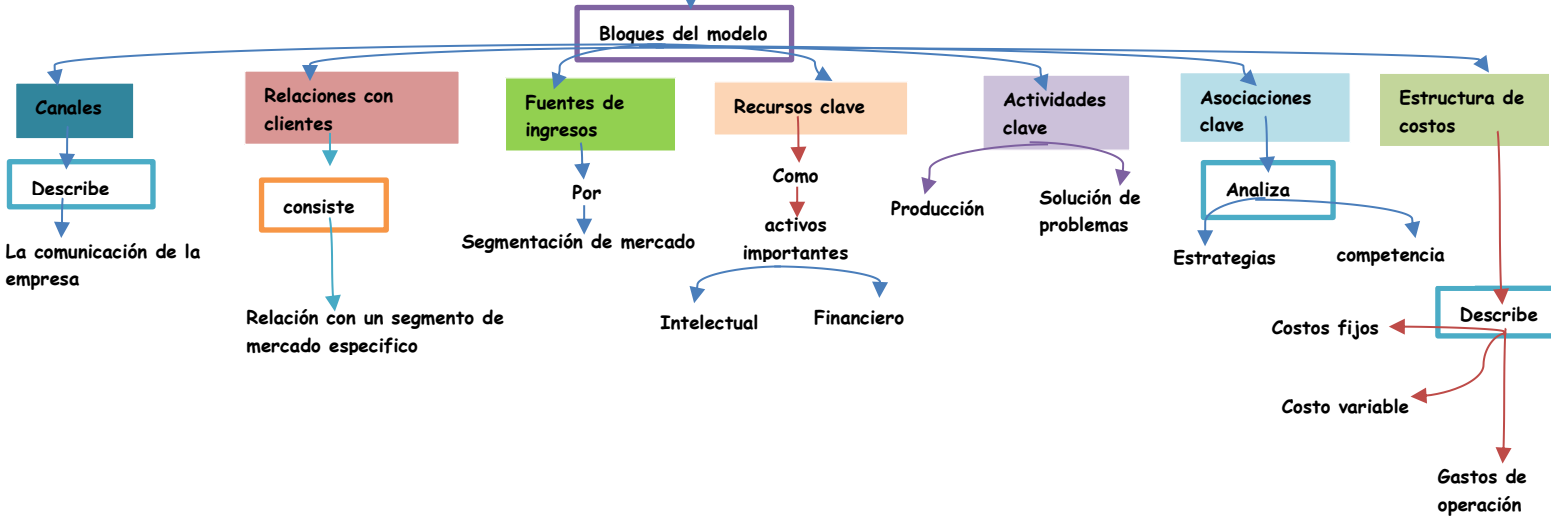 Bloques del modelo
Canales
Describe
La comunicación de la
empresa
Relaciones con
clientes
consiste
Relación con un segmento de
mercado especifico
Fuentes de
ingresos
Por
Segmentación de mercado
Recursos clave
Como
activos
importantes
Intelectual
Financiero
Actividades
clave
Producción
Solución de
problemas
Asociaciones
clave
Analiza
Estrategias
competencia
Estructura de
costos
Describe
Costos fijos
Costo variable
Gastos de
operación